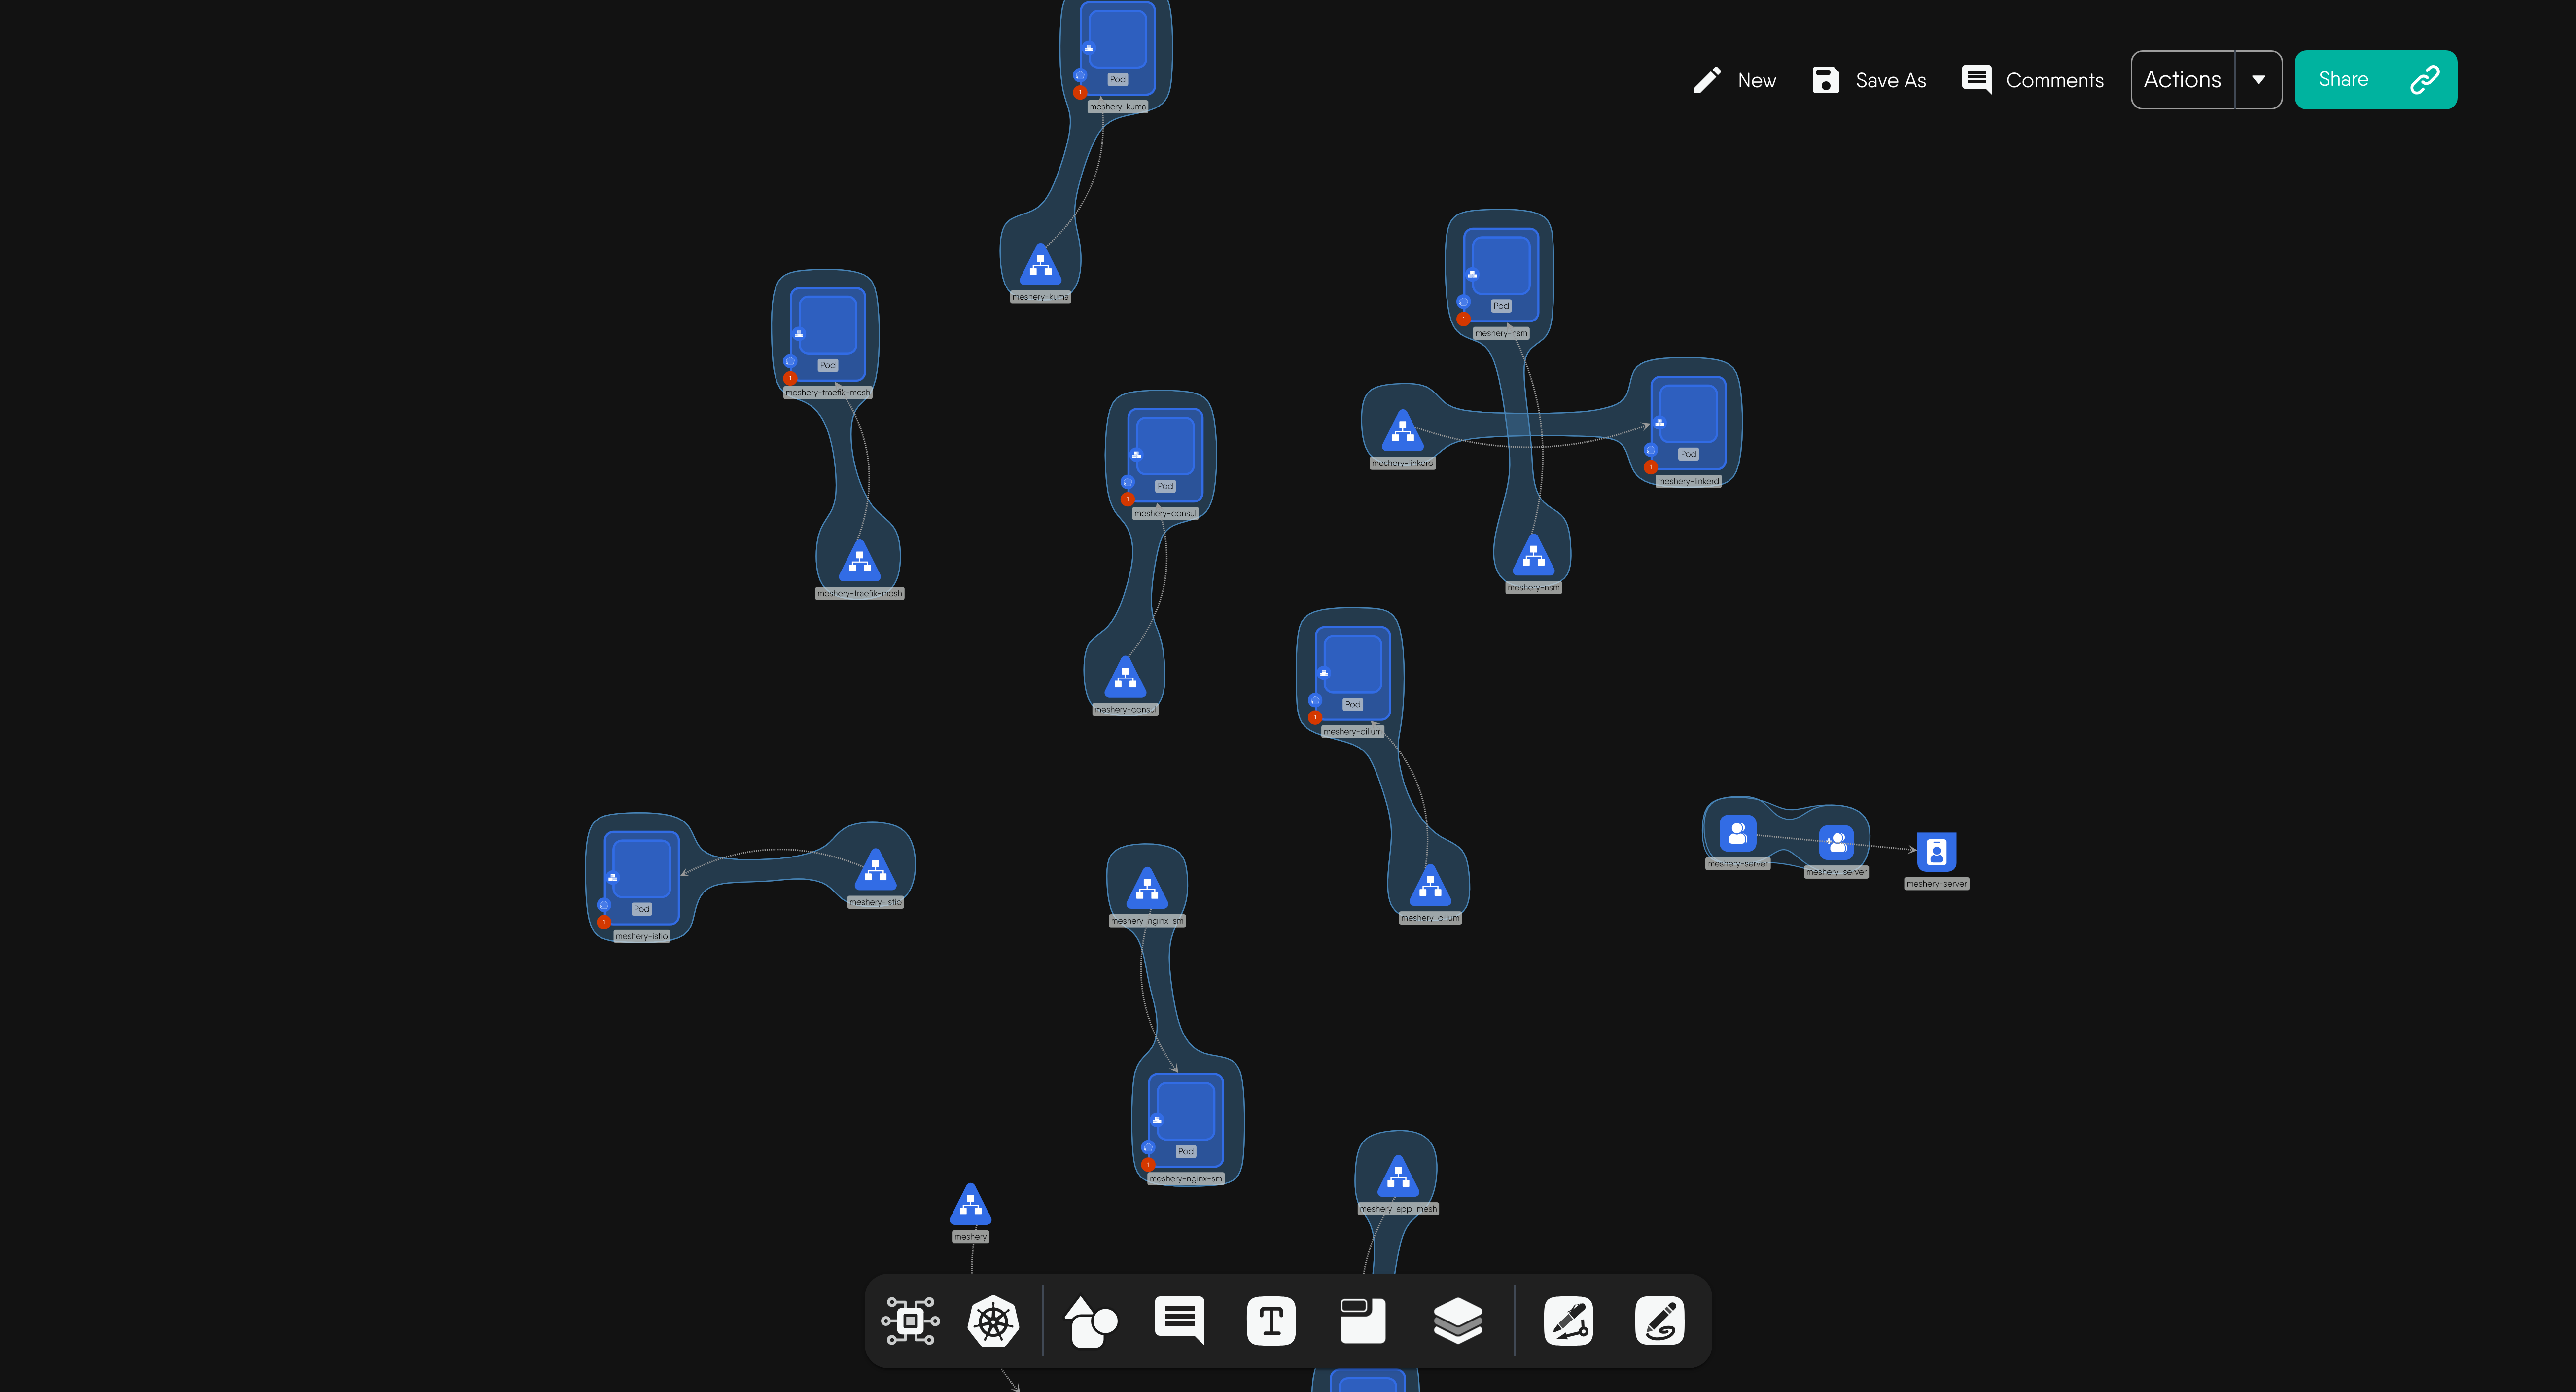 New
Save As
Comments
Actions
Share
Pod
meshery-kuma
meshery-kuma
Pod
meshery-traefik-mesh
meshery-traefik-mesh
Pod
meshery-consul
meshery-consul
Pod
meshery-nsm
meshery-nsm
meshery-linkerd
Pod
meshery-linkerd
Pod
meshery-cilium
meshery-cilium
meshery-server
meshery-server
meshery-server
Pod
meshery-istio
meshery-istio
meshery-nginx-sm
Pod
meshery-nginx-sm
meshery
meshery-app-mesh
T